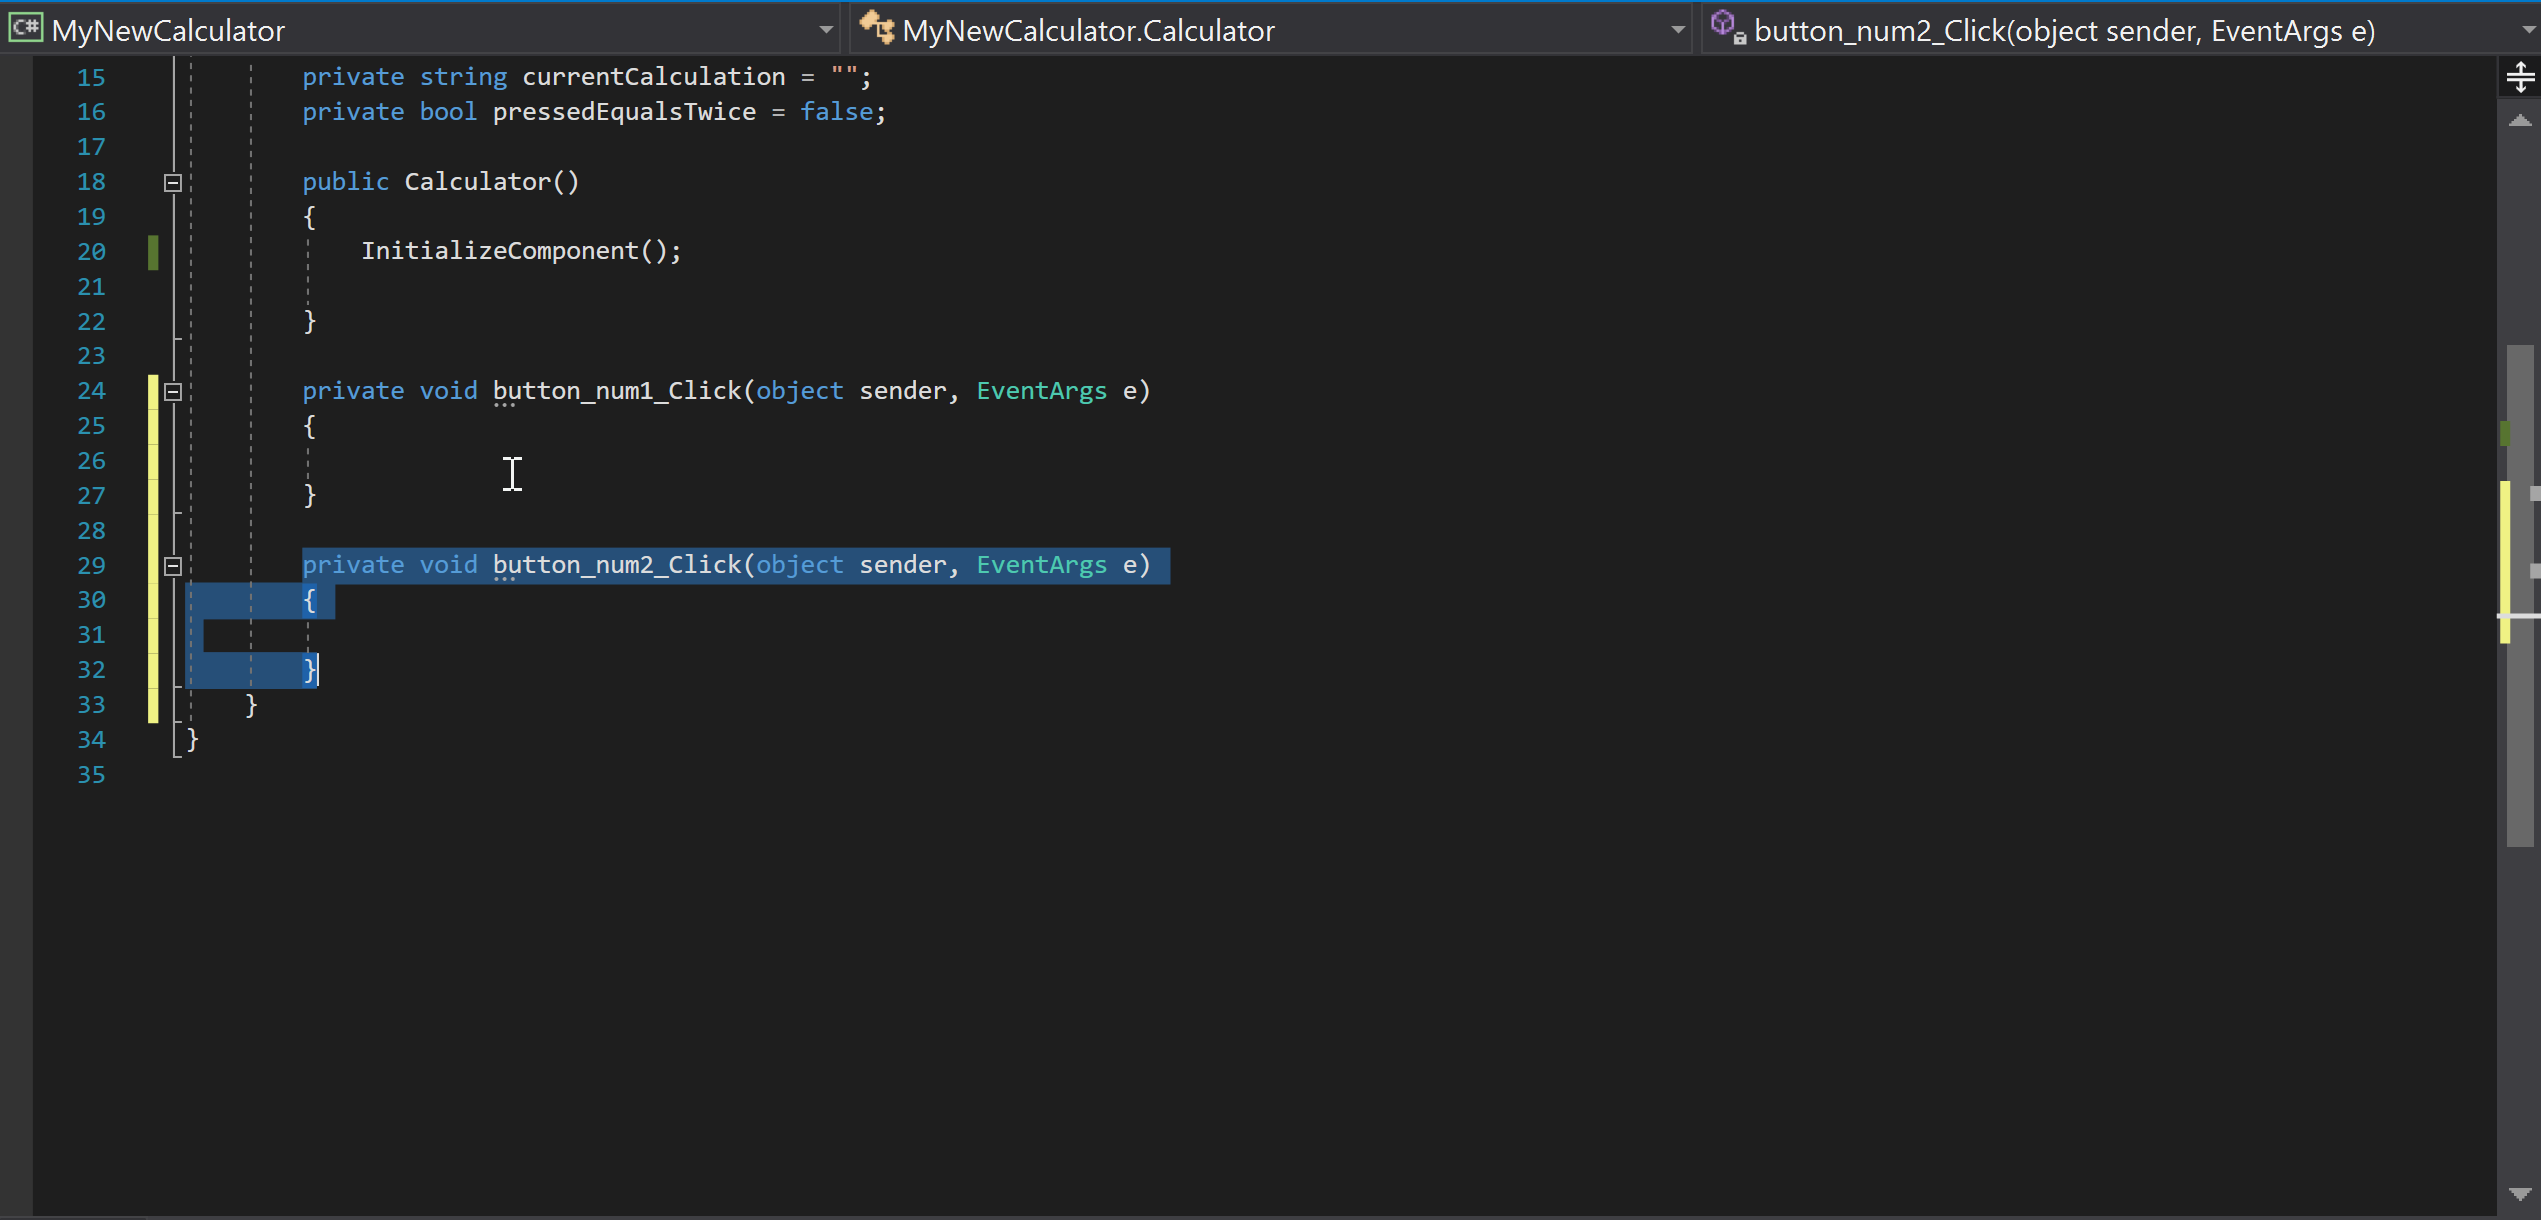 C# MyNewCalculator MyNewCalculator.Calculator button_num2_Click(object sender, EventArgs e)
15 private string currentCalculation = "";
16 private bool pressedEqualsTwice = false;
17
18 public Calculator()
19 {
20 InitializeComponent();
21
22 }
23
24 private void button_num1_Click(object sender, EventArgs e)
25 {
26
27 }
28
29 private void button_num2_Click(object sender, EventArgs e)
30 {
31
32 }
33 }
34 }
35